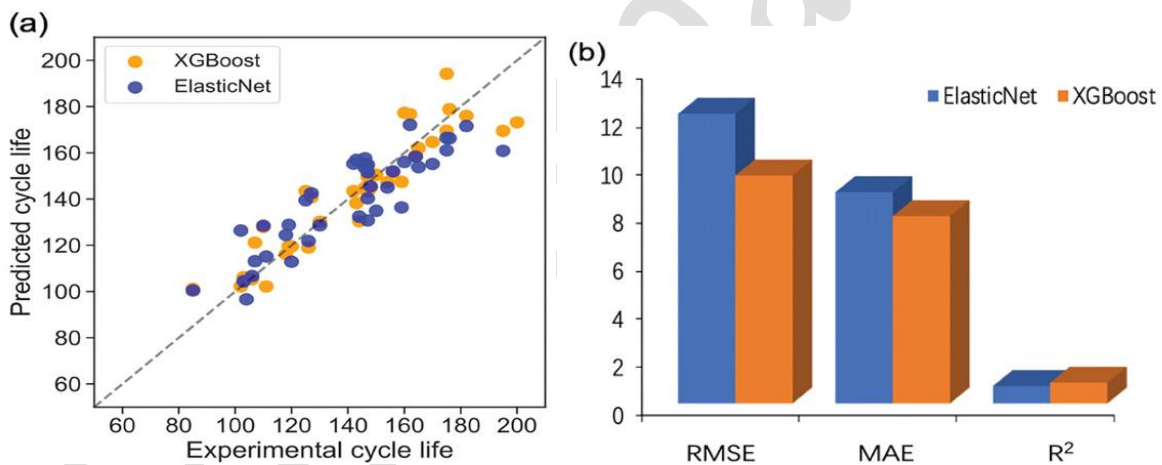 (a)
XGBoost
ElasticNet
Predicted cycle life
200
180
160
140
120
100
80
60
60 80 100 120 140 160 180 200
Experimental cycle life
(b)
ElasticNet XGBoost
14
12
10
8
6
4
2
0
RMSE MAE R²